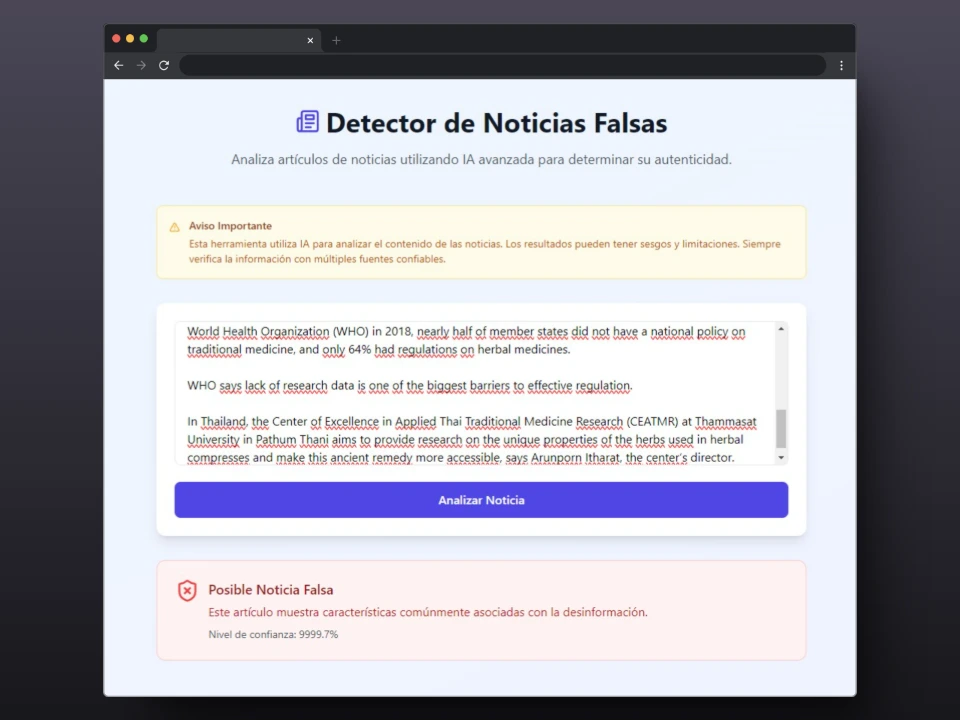 Detector de Noticias Falsas
Analiza artículos de noticias utilizando IA avanzada para determinar su autenticidad.
Aviso Importante
Esta herramienta utiliza IA para analizar el contenido de las noticias. Los resultados pueden tener sesgos y limitaciones. Siempre
verifica la información con múltiples fuentes confiables.
World Health Organization (WHO) in 2018, nearly half of member states did not have a national policy on
traditional medicine, and only 64% had regulations on herbal medicines.
WHO says lack of research data is one of the biggest barriers to effective regulation.
In Thailand, the Center of Excellence in Applied Thai Traditional Medicine Research (CEATMR) at Thammasat
University in Pathum Thani aims to provide research on the unique properties of the herbs used in herbal
compresses and make this ancient remedy more accessible, says Arunporn Itharat, the center's director.
Analizar Noticia
Posible Noticia Falsa
Este artículo muestra características comúnmente asociadas con la desinformación.
Nivel de confianza: 9999.7%